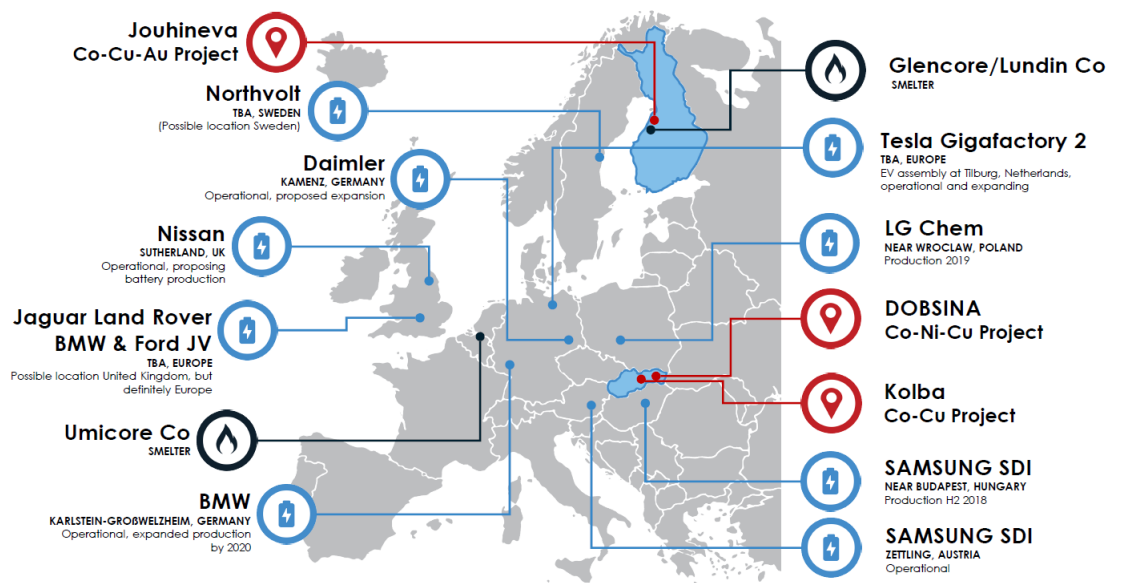 Jouhineva
Co-Cu-Au Project
Northvolt
TBA, SWEDEN
(Possible location Sweden)
Daimler
KAMENZ, GERMANY
Operational, proposed expansion
Nissan
SUTHERLAND, UK
Operational, proposing
battery production
Jaguar Land Rover
BMW & Ford JV
TBA, EUROPE
Possible location United Kingdom, but
definitely Europe
Umicore Co
SMELTER
BMW
KARLSTEIN-GROßWELZHEIM, GERMANY
Operational, expanded production
by 2020
Glencore/Lundin Co
SMELTER
Tesla Gigafactory 2
TBA, EUROPE
EV assembly at Tilburg, Netherlands,
operational and expanding
LG Chem
NEAR WROCLAW, POLAND
Production 2019
DOBSINA
Co-Ni-Cu Project
Kolba
Co-Cu Project
SAMSUNG SDI
NEAR BUDAPEST, HUNGARY
Production H2 2018
SAMSUNG SDI
ZETTLING, AUSTRIA
Operational